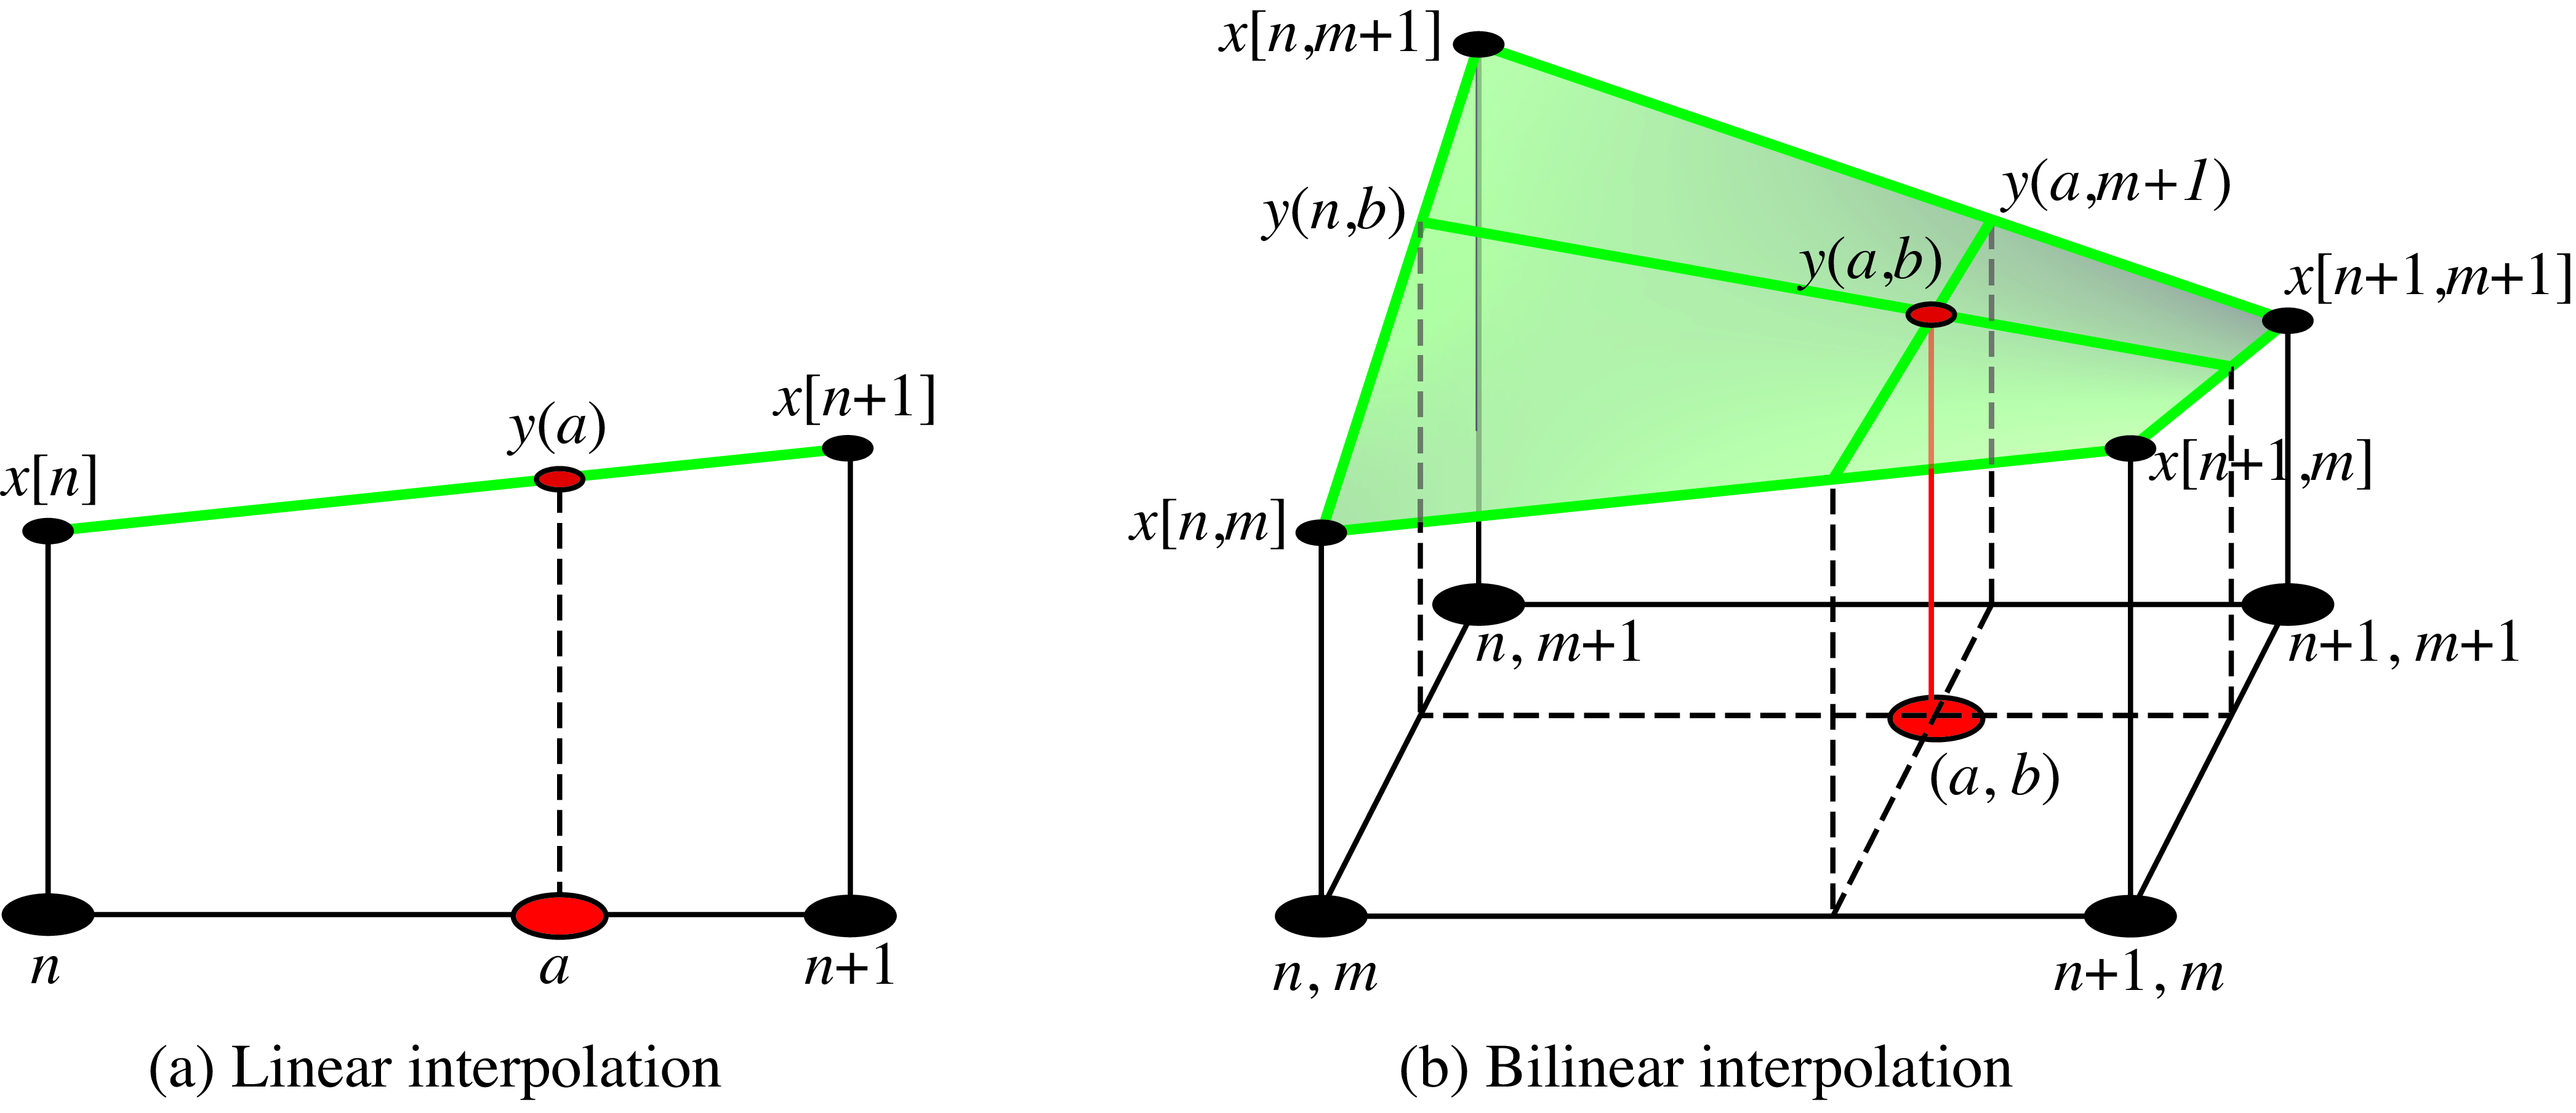 x[n]
y(a)
x[n+1]
n
a
n+1
(a) Linear interpolation
x[n,m+1]
y(n,b)
y(a,m+1)
y(a,b)
x[n+1,m+1]
x[n,m]
x[n+1,m]
n, m+1
n+1, m+1
(a, b)
n, m
n+1, m
(b) Bilinear interpolation